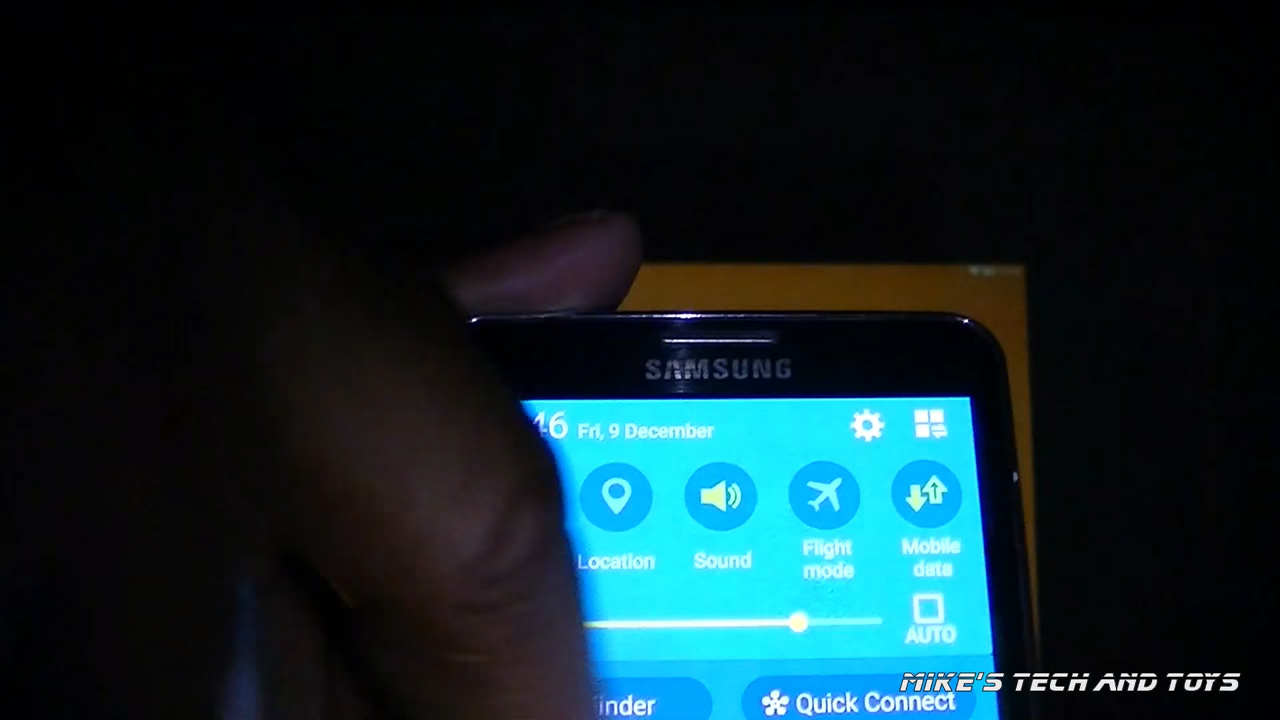 SAMSUNG
46 Fri, 9 December
Location
Sound
Flight mode
Mobile data
AUTO
inder
Quick Connect
MIKE'S TECH AND TOYS